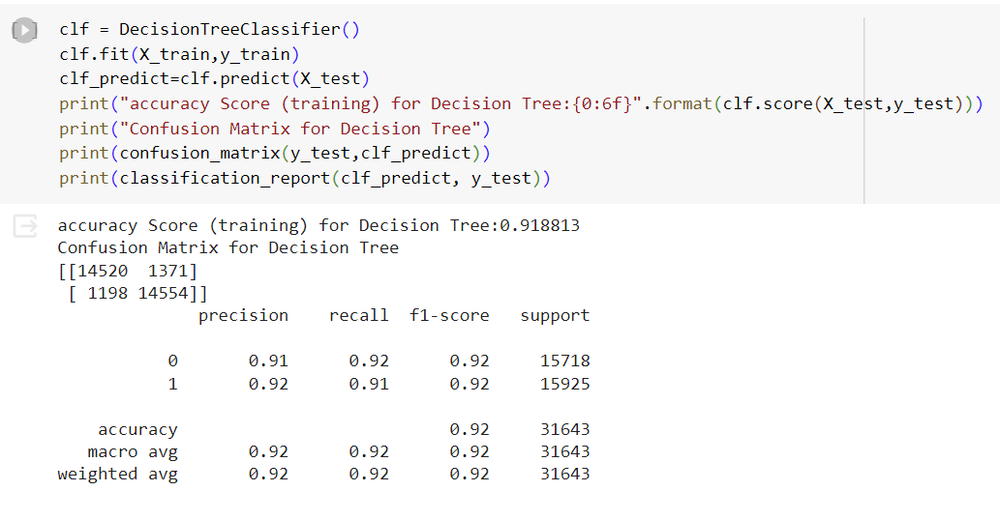 clf = DecisionTreeClassifier()
clf.fit(X_train,y_train)
clf_predict=clf.predict(X_test)
print("accuracy Score (training) for Decision Tree:{0:6f}".format(clf.score(X_test,y_test)))
print("Confusion Matrix for Decision Tree")
print(confusion_matrix(y_test,clf_predict))
print(classification_report(clf_predict, y_test))
accuracy Score (training) for Decision Tree:0.918813
Confusion Matrix for Decision Tree
[[14520  1371]
 [ 1198 14554]]
              precision    recall  f1-score   support
           0       0.91      0.92      0.92     15718
           1       0.92      0.91      0.92     15925
    accuracy                           0.92     31643
   macro avg       0.92      0.92      0.92     31643
weighted avg       0.92      0.92      0.92     31643